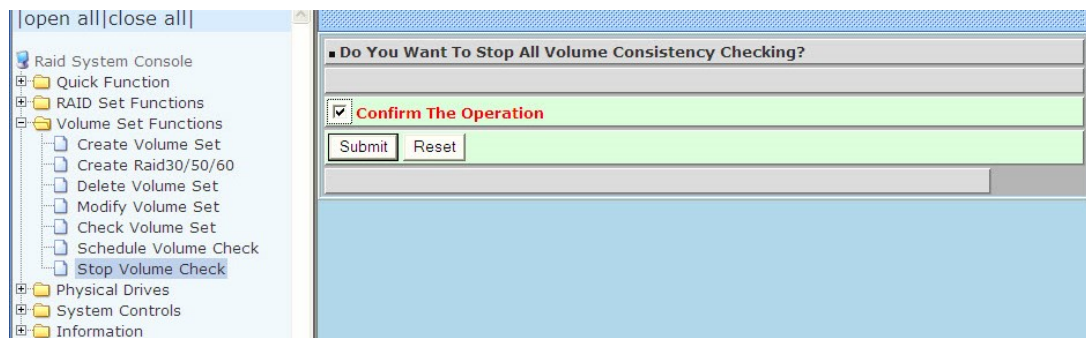 |open all|close all|
Raid System Console
Quick Function
RAID Set Functions
Volume Set Functions
Create Volume Set
Create Raid30/50/60
Delete Volume Set
Modify Volume Set
Check Volume Set
Schedule Volume Check
Stop Volume Check
Physical Drives
System Controls
Information
Do You Want To Stop All Volume Consistency Checking?
Confirm The Operation
Submit Reset